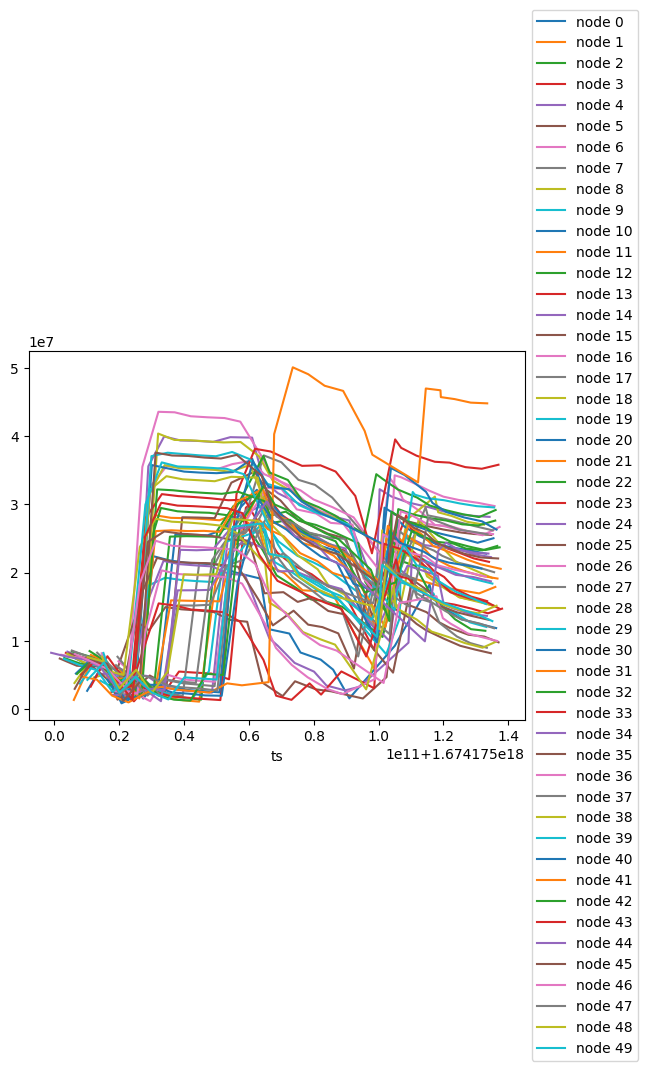 node 0
node 1
node 2
node 3
node 4
node 5
node 6
node 7
node 8
node 9
node 10
node 11
node 12
node 13
node 14
node 15
node 16
node 17
node 18
node 19
node 20
node 21
node 22
node 23
node 24
node 25
node 26
node 27
node 28
node 29
node 30
node 31
node 32
node 33
node 34
node 35
node 36
node 37
node 38
node 39
node 40
node 41
node 42
node 43
node 44
node 45
node 46
node 47
node 48
node 49
1e7
5
4
3
2
1
0
0.0 0.2 0.4 0.6 0.8 1.0 1.2 1.4
ts
1e11+1.674175e18